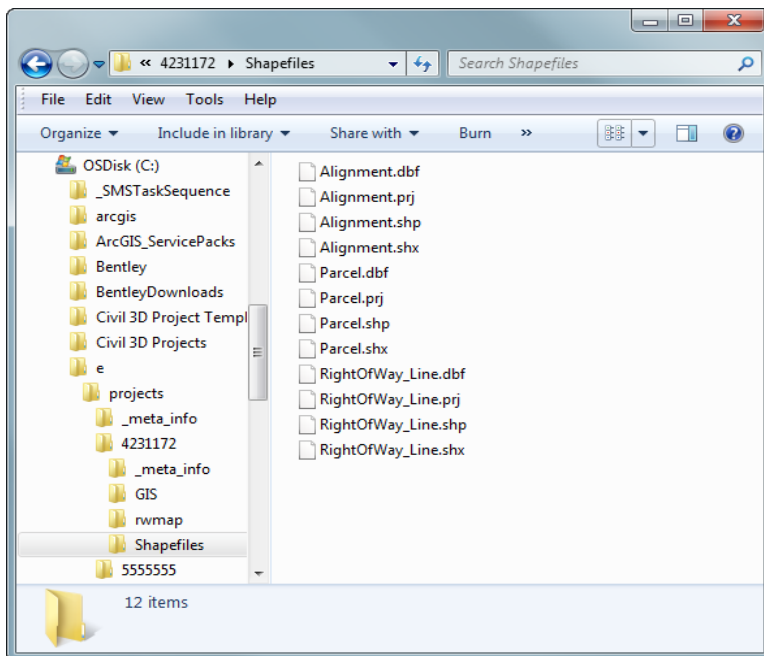 « 4231172 ▸ Shapefiles
Search Shapefiles
File Edit View Tools Help
Organize ▾ Include in library ▾ Share with ▾ Burn »
OSDisk (C:)
_SMSTaskSequence
arcgis
ArcGIS_ServicePacks
Bentley
BentleyDownloads
Civil 3D Project Templ
Civil 3D Projects
e
projects
_meta_info
4231172
_meta_info
GIS
rwmap
Shapefiles
5555555
Alignment.dbf
Alignment.prj
Alignment.shp
Alignment.shx
Parcel.dbf
Parcel.prj
Parcel.shp
Parcel.shx
RightOfWay_Line.dbf
RightOfWay_Line.prj
RightOfWay_Line.shp
RightOfWay_Line.shx
12 items